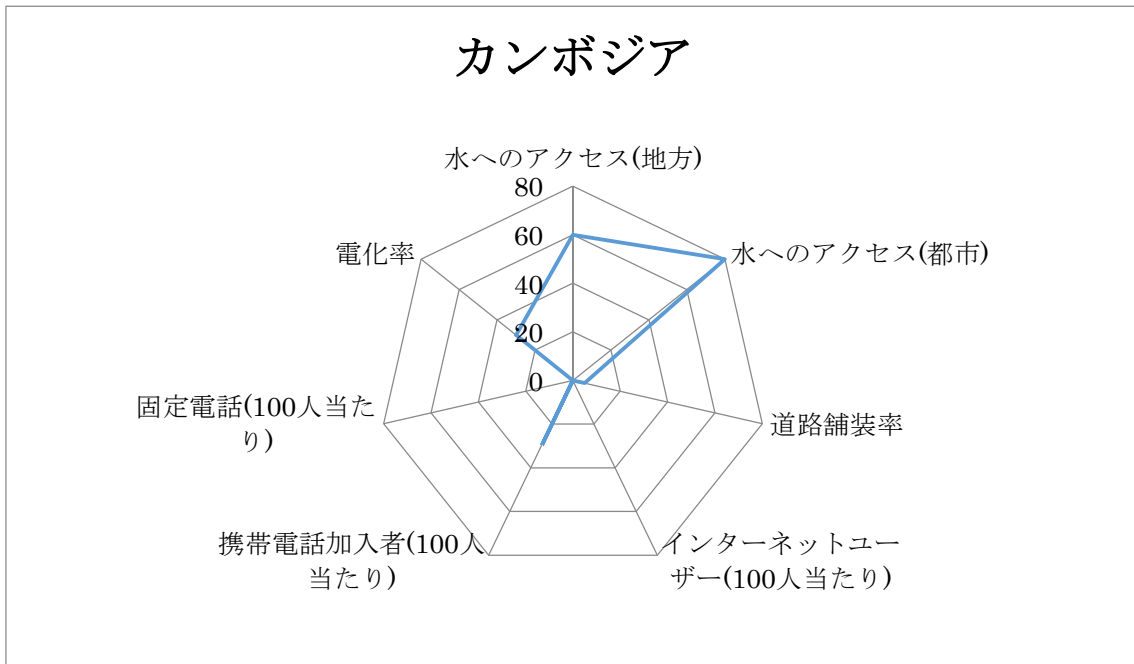 カンボジア
水へのアクセス(地方)
80
60
40
20
0
水へのアクセス(都市)
道路舗装率
インターネットユー
ザー(100人当たり)
携帯電話加入者(100人
当たり)
固定電話(100人当た
り)
電化率